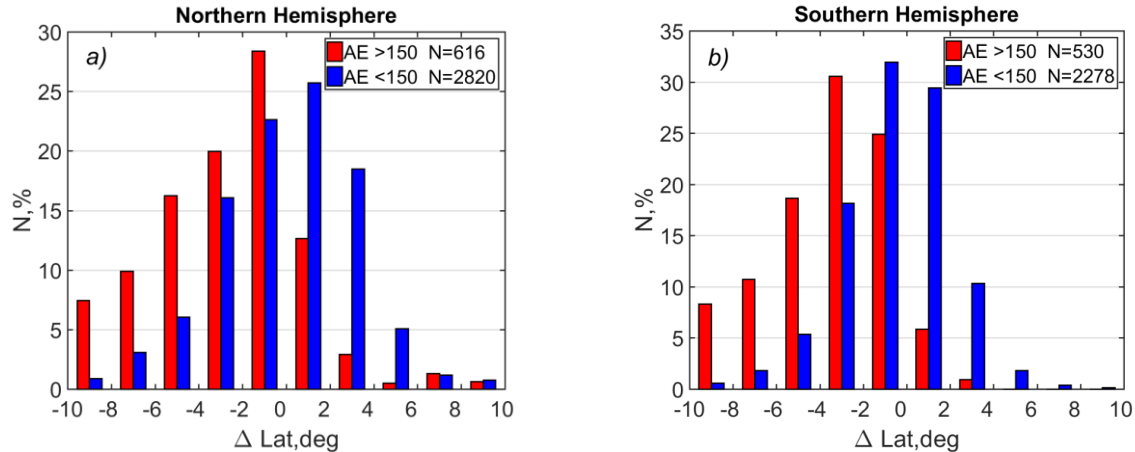 Northern Hemisphere
a)
AE >150 N=616
AE <150 N=2820
30
25
20
15
10
5
0
N,%
-10 -8 -6 -4 -2 0 2 4 6 8 10
Δ Lat,deg
Southern Hemisphere
b)
AE >150 N=530
AE <150 N=2278
35
30
25
20
15
10
5
0
N,%
-10 -8 -6 -4 -2 0 2 4 6 8 10
Δ Lat,deg